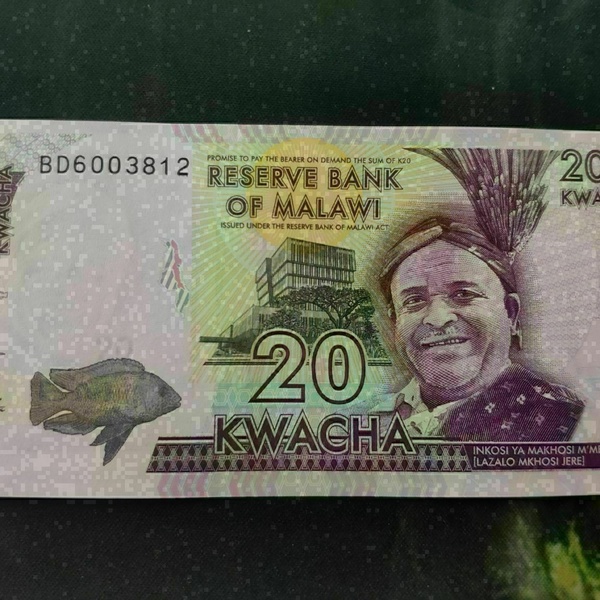 KWACHA
BD6003812
PROMISE TO PAY THE BEARER ON DEMAND THE SUM OF K20
RESERVE BANK
OF MALAWI
ISSUED UNDER THE RESERVE BANK OF MALAWI ACT
20
KWA
20
KWACHA
INKOSI YA MAKHOSI M'MB
[LAZALO MKHOSI JERE]